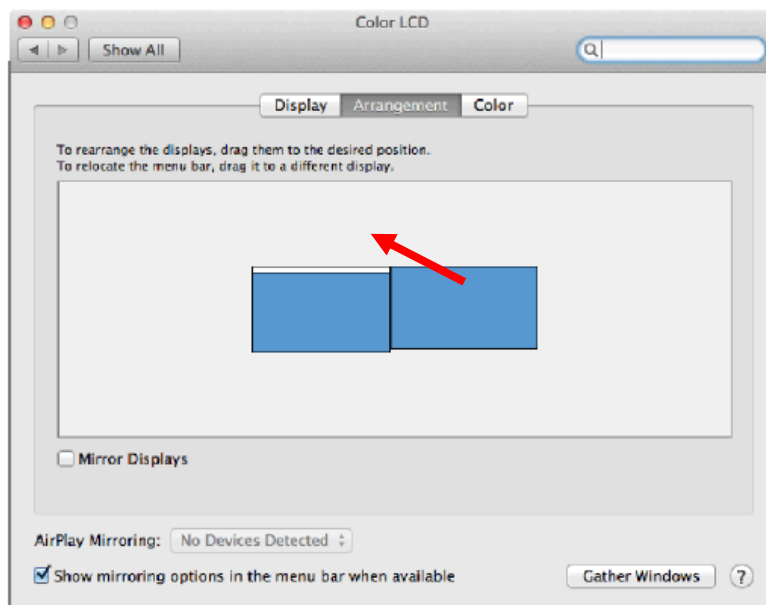 Color LCD
Show All
Display Arrangement Color
To rearrange the displays, drag them to the desired position.
To relocate the menu bar, drag it to a different display.
Mirror Displays
AirPlay Mirroring: No Devices Detected
Show mirroring options in the menu bar when available
Gather Windows ?